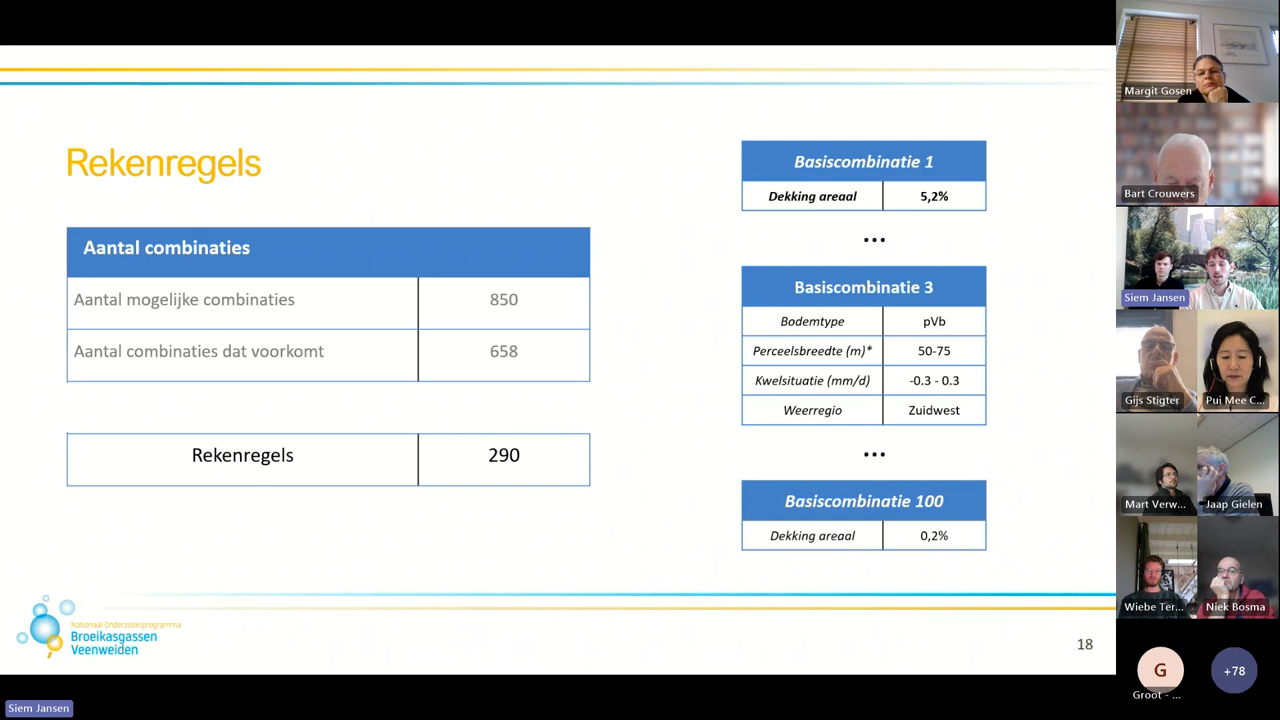 Rekenregels
Aantal combinaties
Aantal mogelijke combinaties 850
Aantal combinaties dat voorkomt 658
Rekenregels 290
Basiscombinatie 1
Dekking areaal 5,2%
...
Basiscombinatie 3
Bodemtype pVb
Perceelsbreedte (m)* 50-75
Kwelsituatie (mm/d) -0.3 - 0.3
Weerregio Zuidwest
...
Basiscombinatie 100
Dekking areaal 0,2%
Nationaal Onderzoeksprogramma
Broeikasgassen
Veenweiden
18
Margit Gosen
Bart Crouwers
Siem Jansen
Gijs Stigter
Pui Mee C...
Mart Verw...
Jaap Gielen
Wiebe Ter...
Niek Bosma
G
Groot - ...
+78
Siem Jansen